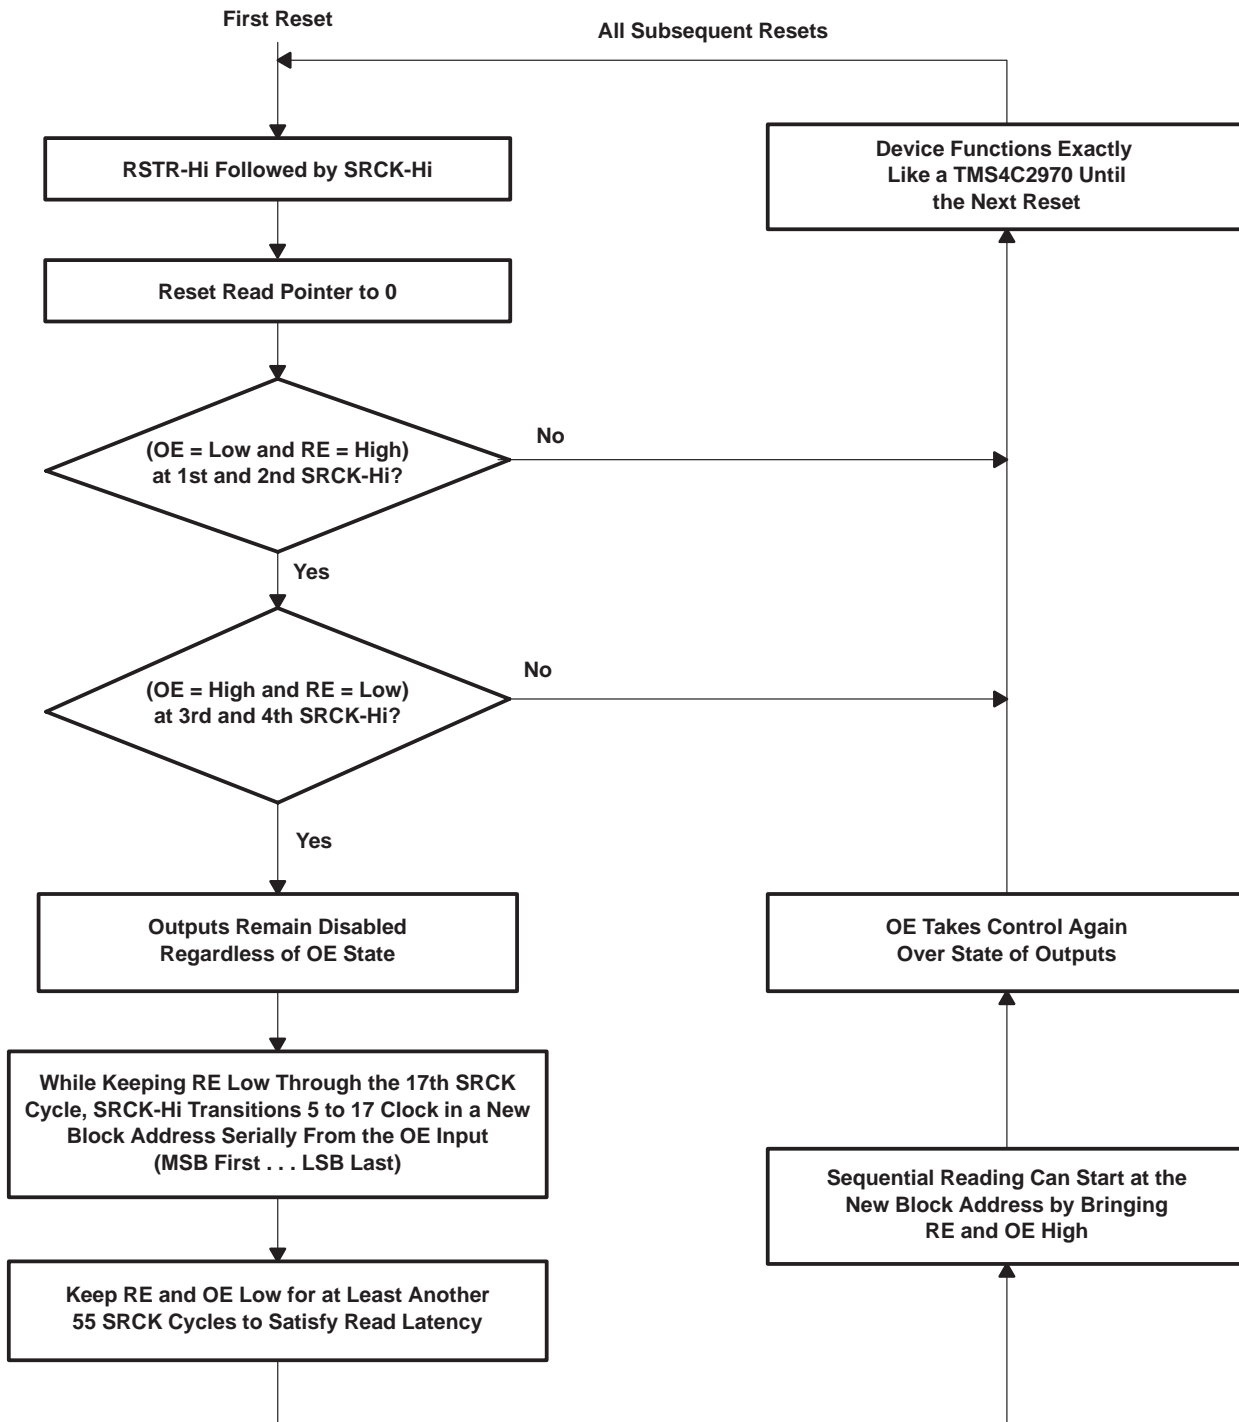 First Reset
All Subsequent Resets
RSTR-Hi Followed by SRCK-Hi
Device Functions Exactly
Like a TMS4C2970 Until
the Next Reset
Reset Read Pointer to 0
(OE = Low and RE = High)
at 1st and 2nd SRCK-Hi?
No
Yes
(OE = High and RE = Low)
at 3rd and 4th SRCK-Hi?
No
Yes
Outputs Remain Disabled
Regardless of OE State
OE Takes Control Again
Over State of Outputs
While Keeping RE Low Through the 17th SRCK
Cycle, SRCK-Hi Transitions 5 to 17 Clock in a New
Block Address Serially From the OE Input
(MSB First . . . LSB Last)
Sequential Reading Can Start at the
New Block Address by Bringing
RE and OE High
Keep RE and OE Low for at Least Another
55 SRCK Cycles to Satisfy Read Latency